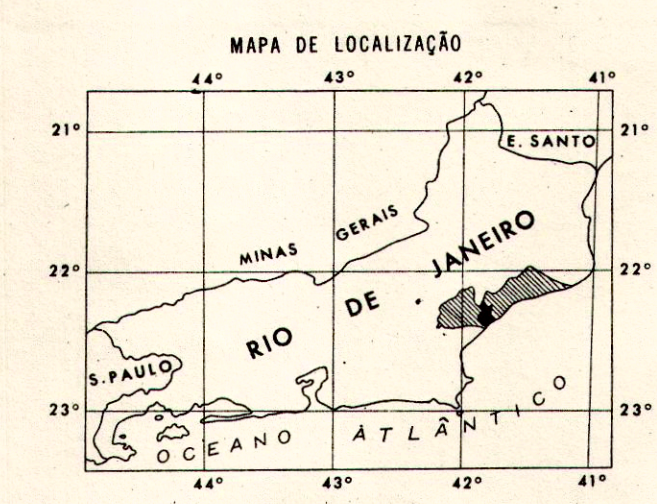 MAPA DE LOCALIZAÇÃO
44° 43° 42° 41°
21° 21°
E. SANTO
MINAS GERAIS
22° 22°
RIO DE JANEIRO
S. PAULO
23° 23°
OCEANO ATLÂNTICO
44° 43° 42° 41°